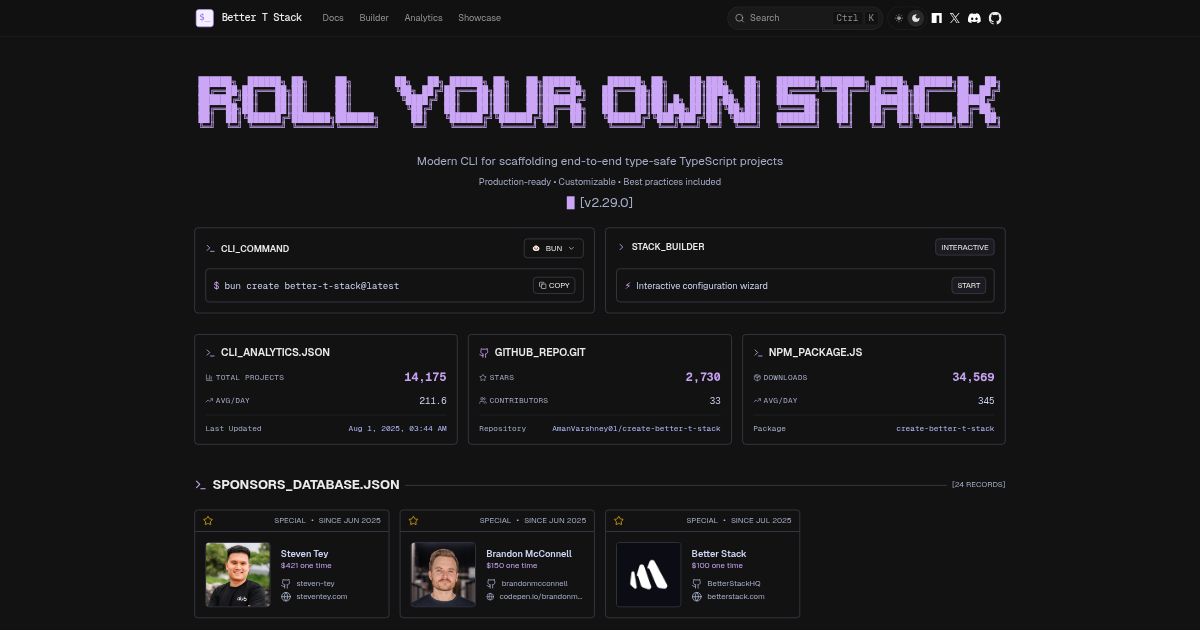 $_ Better T Stack Docs Builder Analytics Showcase Search Ctrl K
ROLL YOUR OWN STACK
Modern CLI for scaffolding end-to-end type-safe TypeScript projects
Production-ready • Customizable • Best practices included
[v2.29.0]
CLI_COMMAND BUN
$ bun create better-t-stack@latest COPY
STACK_BUILDER INTERACTIVE
⚡ Interactive configuration wizard START
CLI_ANALYTICS.JSON
TOTAL PROJECTS 14,175
AVG/DAY 211.6
Last Updated Aug 1, 2025, 03:44 AM
GITHUB_REPO.GIT
STARS 2,730
CONTRIBUTORS 33
Repository AmanVarshney01/create-better-t-stack
NPM_PACKAGE.JS
DOWNLOADS 34,569
AVG/DAY 345
Package create-better-t-stack
SPONSORS_DATABASE.JSON [24 RECORDS]
SPECIAL • SINCE JUN 2025
Steven Tey
$421 one time
steven-tey
steventey.com
SPECIAL • SINCE JUN 2025
Brandon McConnell
$150 one time
brandonmcconnell
codepen.io/brandonm...
SPECIAL • SINCE JUL 2025
Better Stack
$100 one time
BetterStackHQ
betterstack.com